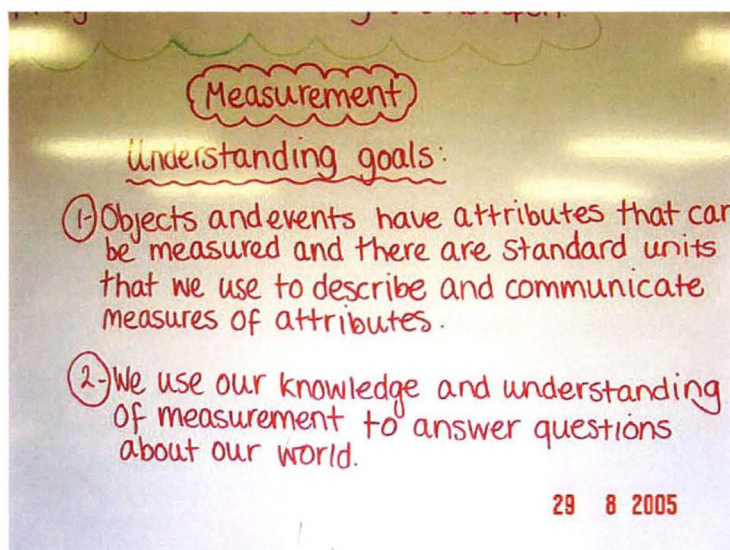 Measurement
Understanding goals:
1- Objects and events have attributes that can
be measured and there are standard units
that we use to describe and communicate
measures of attributes.
2- We use our knowledge and understanding
of measurement to answer questions
about our world.
29 8 2005